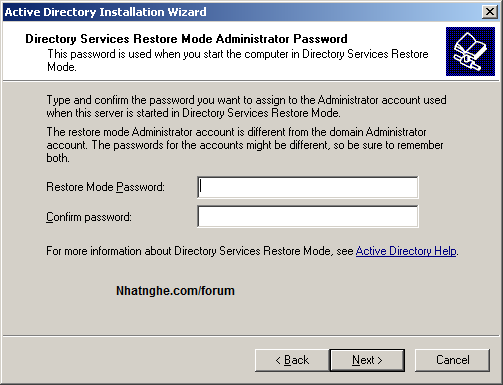 Active Directory Installation Wizard
Directory Services Restore Mode Administrator Password
This password is used when you start the computer in Directory Services Restore
Mode.
Type and confirm the password you want to assign to the Administrator account used
when this server is started in Directory Services Restore Mode.
The restore mode Administrator account is different from the domain Administrator
account. The passwords for the accounts might be different, so be sure to remember
both.
Restore Mode Password:
Confirm password:
For more information about Directory Services Restore Mode, see Active Directory Help.
Nhatnghe.com/forum
< Back
Next >
Cancel